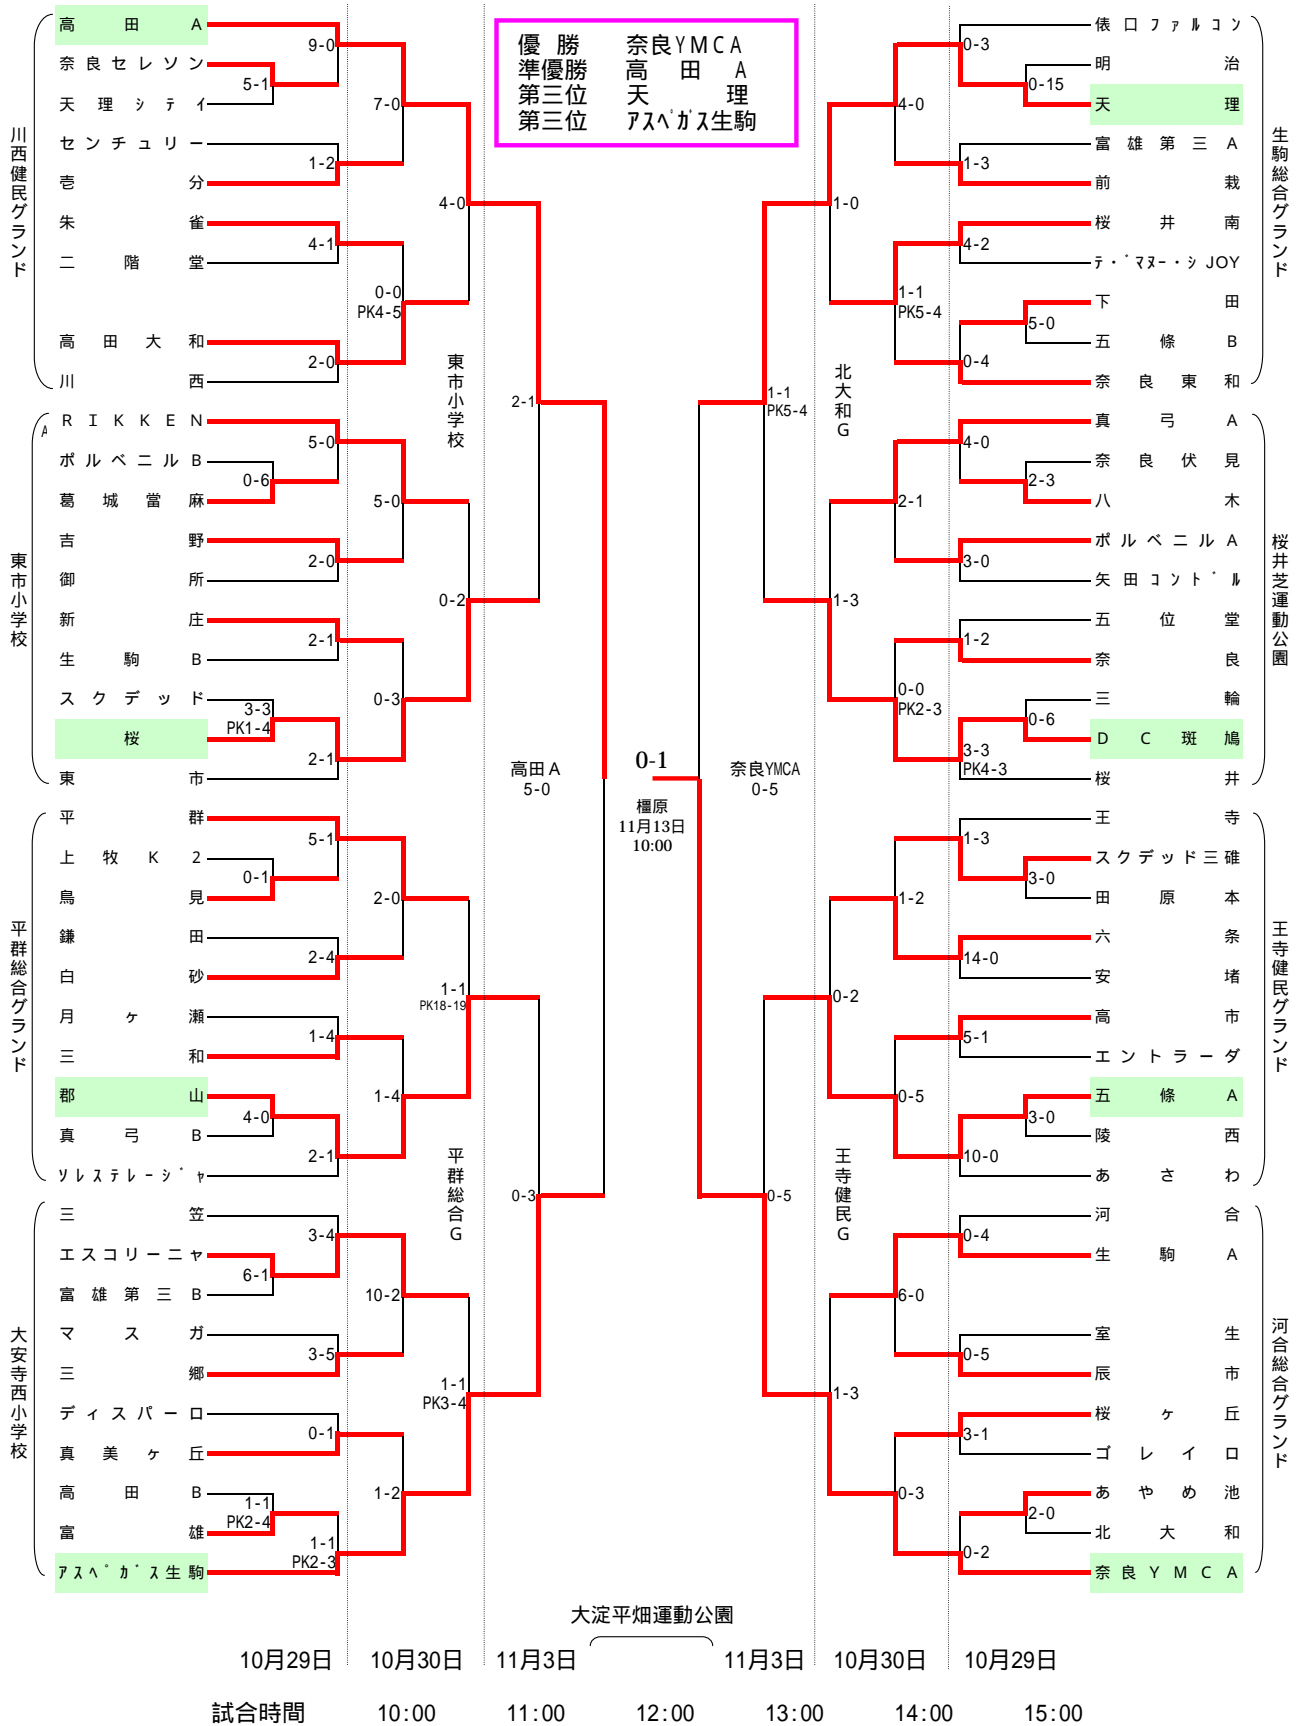 優勝 奈良YMCA
準優勝 高田A
第三位 天理
第三位 アスペガス生駒
川西健民グランド
高田A
9-0
奈良セレソン
5-1
天理シティ
7-0
センチュリー
1-2
壱分
4-0
朱雀
4-1
二階堂
0-0
PK4-5
高田大和
2-0
川西
東市小学校
2-1
東市小学校
A
RIKKEN
5-0
ポルベニルB
0-6
葛城當麻
5-0
吉野
2-0
御所
0-2
新庄
2-1
生駒B
0-3
スクデッド
3-3
PK1-4
桜
2-1
東市
高田A
5-0
平群総合グランド
平群
5-1
上牧K2
0-1
鳥見
2-0
鎌田
2-4
白砂
1-1
PK18-19
月ヶ瀬
1-4
三和
1-4
郡山
4-0
真弓B
2-1
ソレステレージャ
平群総合G
0-3
大安寺西小学校
三笠
3-4
エスコリーニャ
6-1
富雄第三B
10-2
マスガ
3-5
三郷
1-1
PK3-4
ディスパーロ
0-1
真美ヶ丘
1-2
高田B
1-1
PK2-4
富雄
1-1
PK2-3
アスペガス生駒
0-1
橿原
11月13日
10:00
奈良YMCA
0-5
生駒総合グランド
俵口ファルコン
0-3
明治
0-15
天理
4-0
富雄第三A
1-3
前栽
1-0
桜井南
4-2
デ・マヌー・シJOY
1-1
PK5-4
下田
5-0
五條B
0-4
奈良東和
北大和G
1-1
PK5-4
桜井芝運動公園
真弓A
4-0
奈良伏見
2-3
八木
2-1
ポルベニルA
3-0
矢田コンドル
1-3
五位堂
1-2
奈良
0-0
PK2-3
三輪
0-6
DC斑鳩
3-3
PK4-3
桜井
王寺健民グランド
王寺
1-3
スクデッド三碓
3-0
田原本
1-2
六条
14-0
安堵
0-2
高市
5-1
エントラーダ
0-5
五條A
3-0
陵西
10-0
あさわ
王寺健民G
0-5
河合総合グランド
河合
0-4
生駒A
6-0
室生
0-5
辰市
1-3
桜ヶ丘
3-1
ゴレイロ
0-3
あやめ池
2-0
北大和
0-2
奈良YMCA
大淀平畑運動公園
10月29日 10月30日 11月3日 11月3日 10月30日 10月29日
試合時間 10:00 11:00 12:00 13:00 14:00 15:00